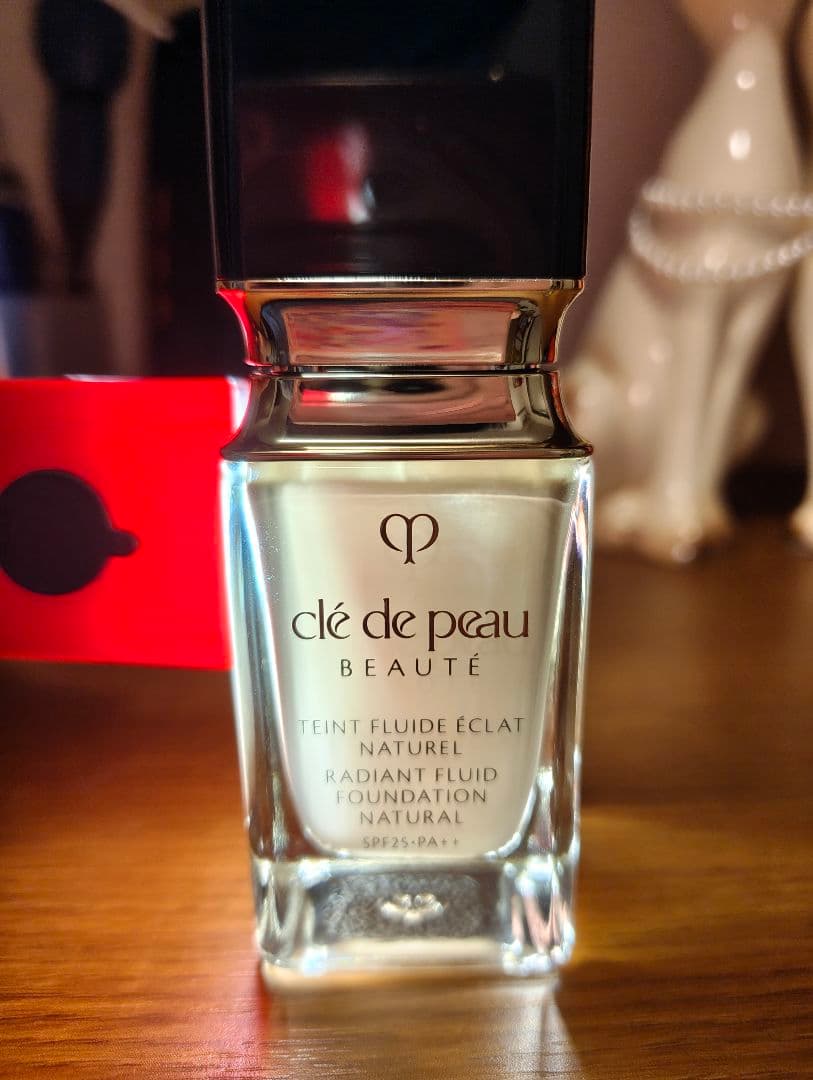 clé de peau
BEAUTÉ
TEINT FLUIDE ÉCLAT
NATUREL
RADIANT FLUID
FOUNDATION
NATURAL
SPF25·PA++